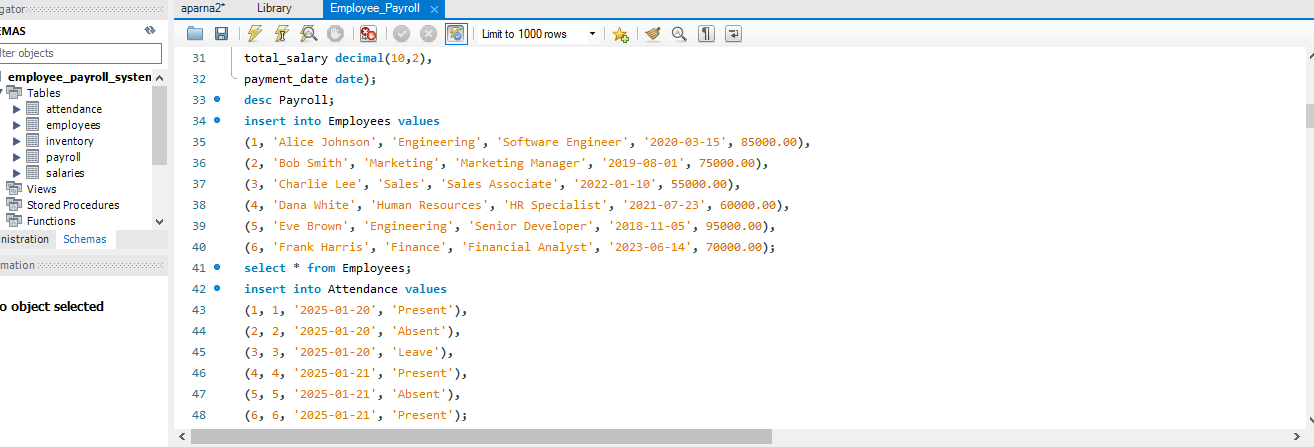 gator
aparna2*
Library
Employee_Payroll
EMAS
lter objects
employee_payroll_system
Tables
attendance
employees
inventory
payroll
salaries
Views
Stored Procedures
Functions
nistration
Schemas
mation
o object selected
Limit to 1000 rows
31 total_salary decimal(10,2),
32 payment_date date);
33 desc Payroll;
34 insert into Employees values
35 (1, 'Alice Johnson', 'Engineering', 'Software Engineer', '2020-03-15', 85000.00),
36 (2, 'Bob Smith', 'Marketing', 'Marketing Manager', '2019-08-01', 75000.00),
37 (3, 'Charlie Lee', 'Sales', 'Sales Associate', '2022-01-10', 55000.00),
38 (4, 'Dana White', 'Human Resources', 'HR Specialist', '2021-07-23', 60000.00),
39 (5, 'Eve Brown', 'Engineering', 'Senior Developer', '2018-11-05', 95000.00),
40 (6, 'Frank Harris', 'Finance', 'Financial Analyst', '2023-06-14', 70000.00);
41 select * from Employees;
42 insert into Attendance values
43 (1, 1, '2025-01-20', 'Present'),
44 (2, 2, '2025-01-20', 'Absent'),
45 (3, 3, '2025-01-20', 'Leave'),
46 (4, 4, '2025-01-21', 'Present'),
47 (5, 5, '2025-01-21', 'Absent'),
48 (6, 6, '2025-01-21', 'Present');